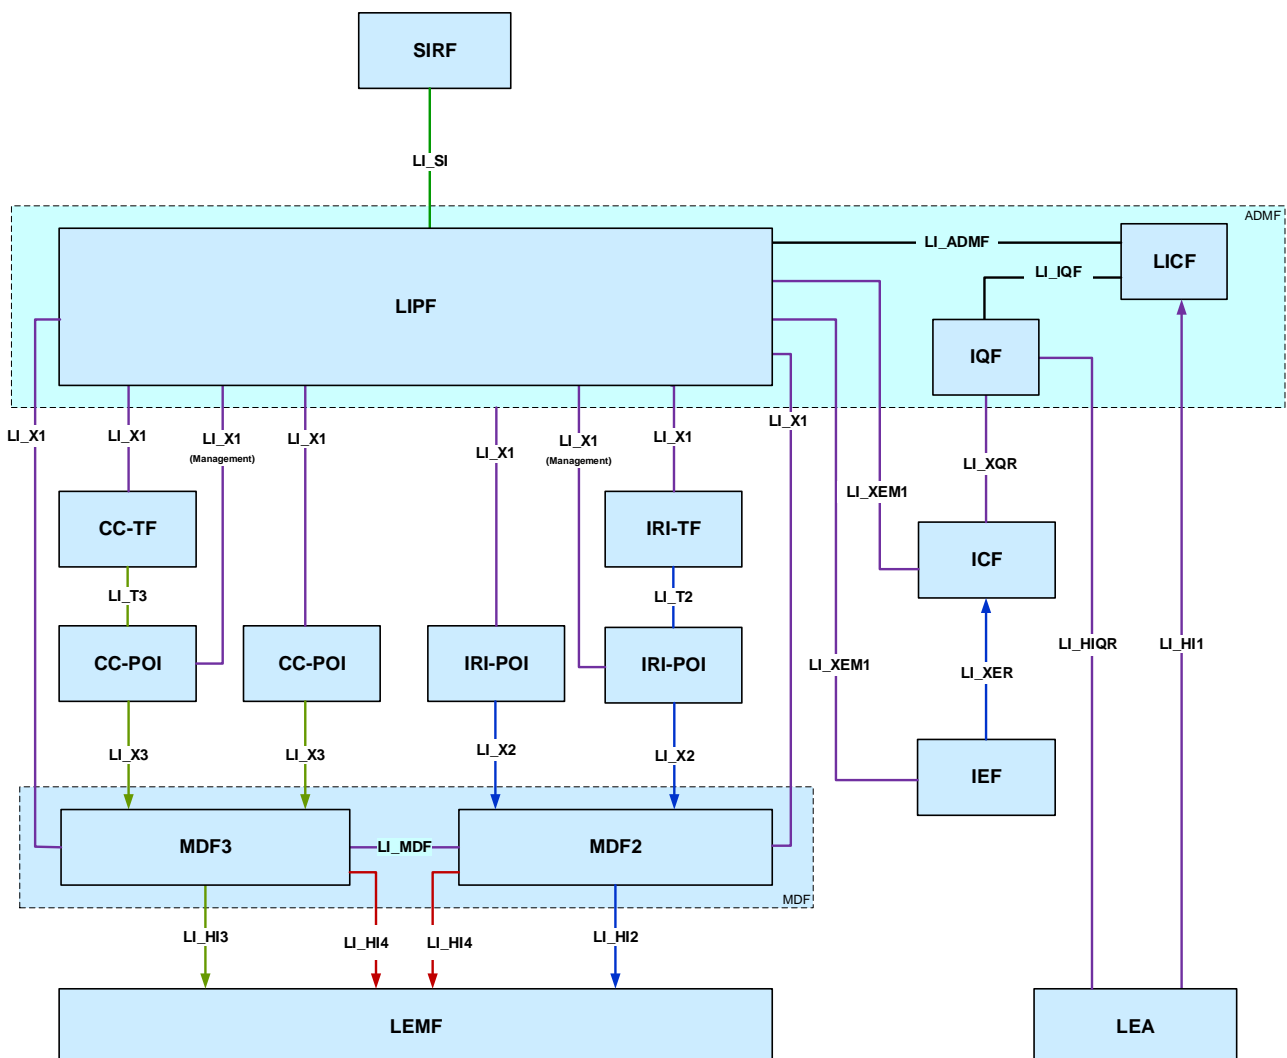 SIRF
LI_SI
ADMF
LI_ADMF
LICF
LI_IQF
LIPF
IQF
LI_X1
LI_X1
LI_X1
(Management)
LI_X1
LI_X1
LI_X1
(Management)
LI_X1
LI_X1
LI_XQR
LI_XEM1
CC-TF
IRI-TF
ICF
LI_T3
LI_T2
LI_HIQR
LI_HI1
CC-POI
CC-POI
IRI-POI
IRI-POI
LI_XEM1
LI_XER
LI_X3
LI_X3
LI_X2
LI_X2
IEF
MDF3
LI_MDF
MDF2
MDF
LI_HI3
LI_HI4
LI_HI4
LI_HI2
LEMF
LEA